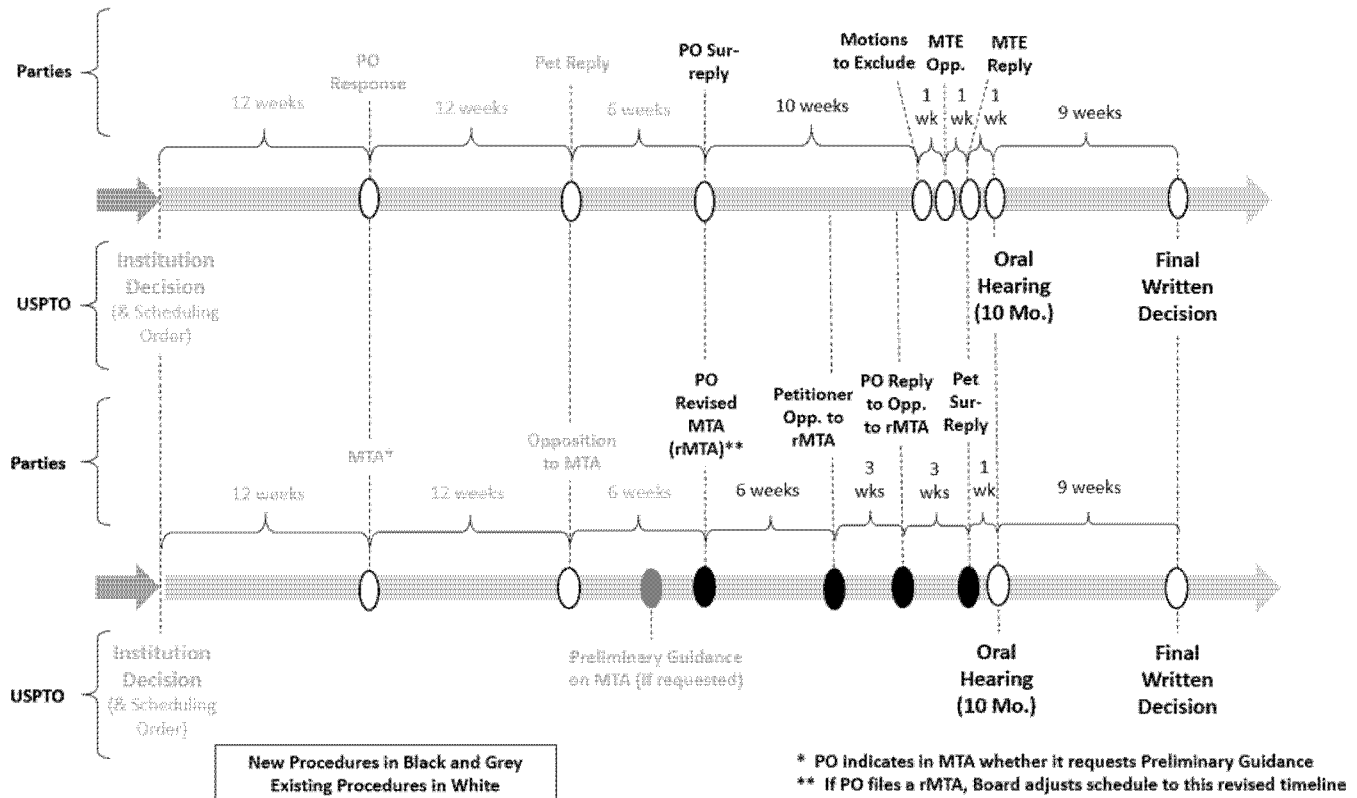 Parties
12 weeks
PO
Response
12 weeks
Pet Reply
6 weeks
PO Sur-
reply
10 weeks
Motions
to Exclude
1
wk
MTE
Opp.
1
wk
MTE
Reply
1
wk
9 weeks
USPTO
Institution
Decision
(& Scheduling
Order)
Oral
Hearing
(10 Mo.)
Final
Written
Decision
Parties
12 weeks
MTA*
12 weeks
Opposition
to MTA
6 weeks
PO
Revised
MTA
(rMTA)**
6 weeks
Petitioner
Opp. to
rMTA
3
wks
PO Reply
to Opp.
to rMTA
3
wks
Pet
Sur-
Reply
1
wk
9 weeks
USPTO
Institution
Decision
(& Scheduling
Order)
Preliminary Guidance
on MTA (if requested)
Oral
Hearing
(10 Mo.)
Final
Written
Decision
New Procedures in Black and Grey
Existing Procedures in White
* PO indicates in MTA whether it requests Preliminary Guidance
** If PO files a rMTA, Board adjusts schedule to this revised timeline